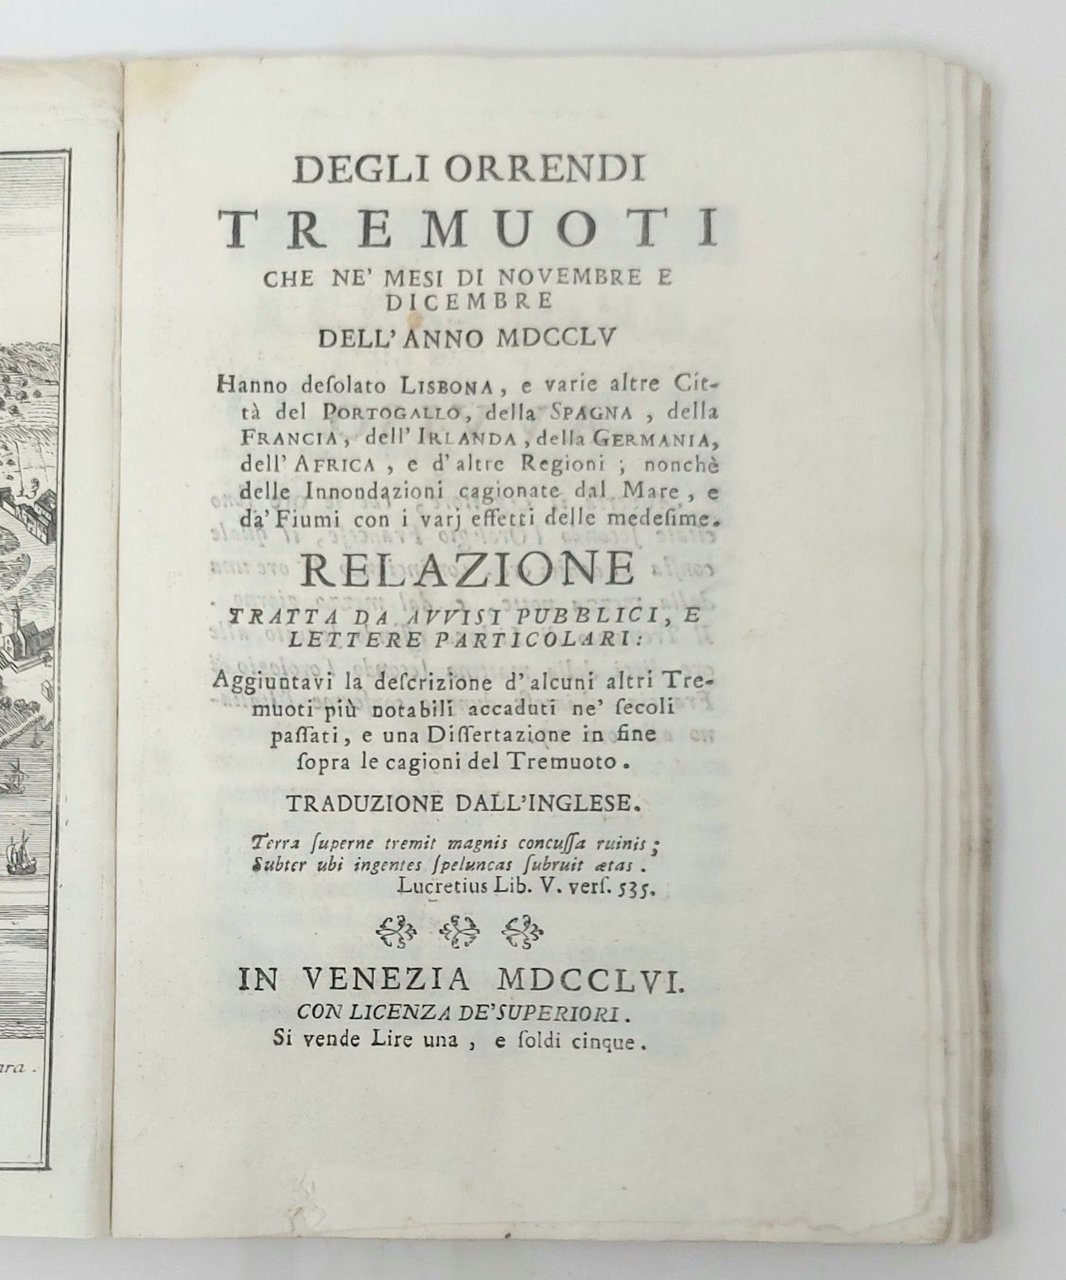 DEGLI ORRENDI
TREMUOTI
CHE NE' MESI DI NOVEMBRE E
DICEMBRE
DELL'ANNO MDCCLV
Hanno deſolato LISBONA, e varie altre Cit-
tà del PORTOGALLO, della SPAGNA, della
FRANCIA, dell'IRLANDA, della GERMANIA,
dell'AFRICA, e d'altre Regioni; nonchè
delle Innondazioni cagionate dal Mare, e
da' Fiumi con i varj effetti delle medeſime.
RELAZIONE
TRATTA DA AVVISI PUBBLICI, E
LETTERE PARTICOLARI:
Aggiuntavi la deſcrizione d'alcuni altri Tre-
muoti più notabili accaduti ne' ſecoli
paſſati, e una Diſſertazione in fine
ſopra le cagioni del Tremuoto.
TRADUZIONE DALL'INGLESE.
Terra ſuperne tremit magnis concuſſa ruinis;
Subter ubi ingentes ſpeluncas ſubruit ætas.
Lucretius Lib. V. verſ. 535.
IN VENEZIA MDCCLVI.
CON LICENZA DE'SUPERIORI.
Si vende Lire una, e ſoldi cinque.